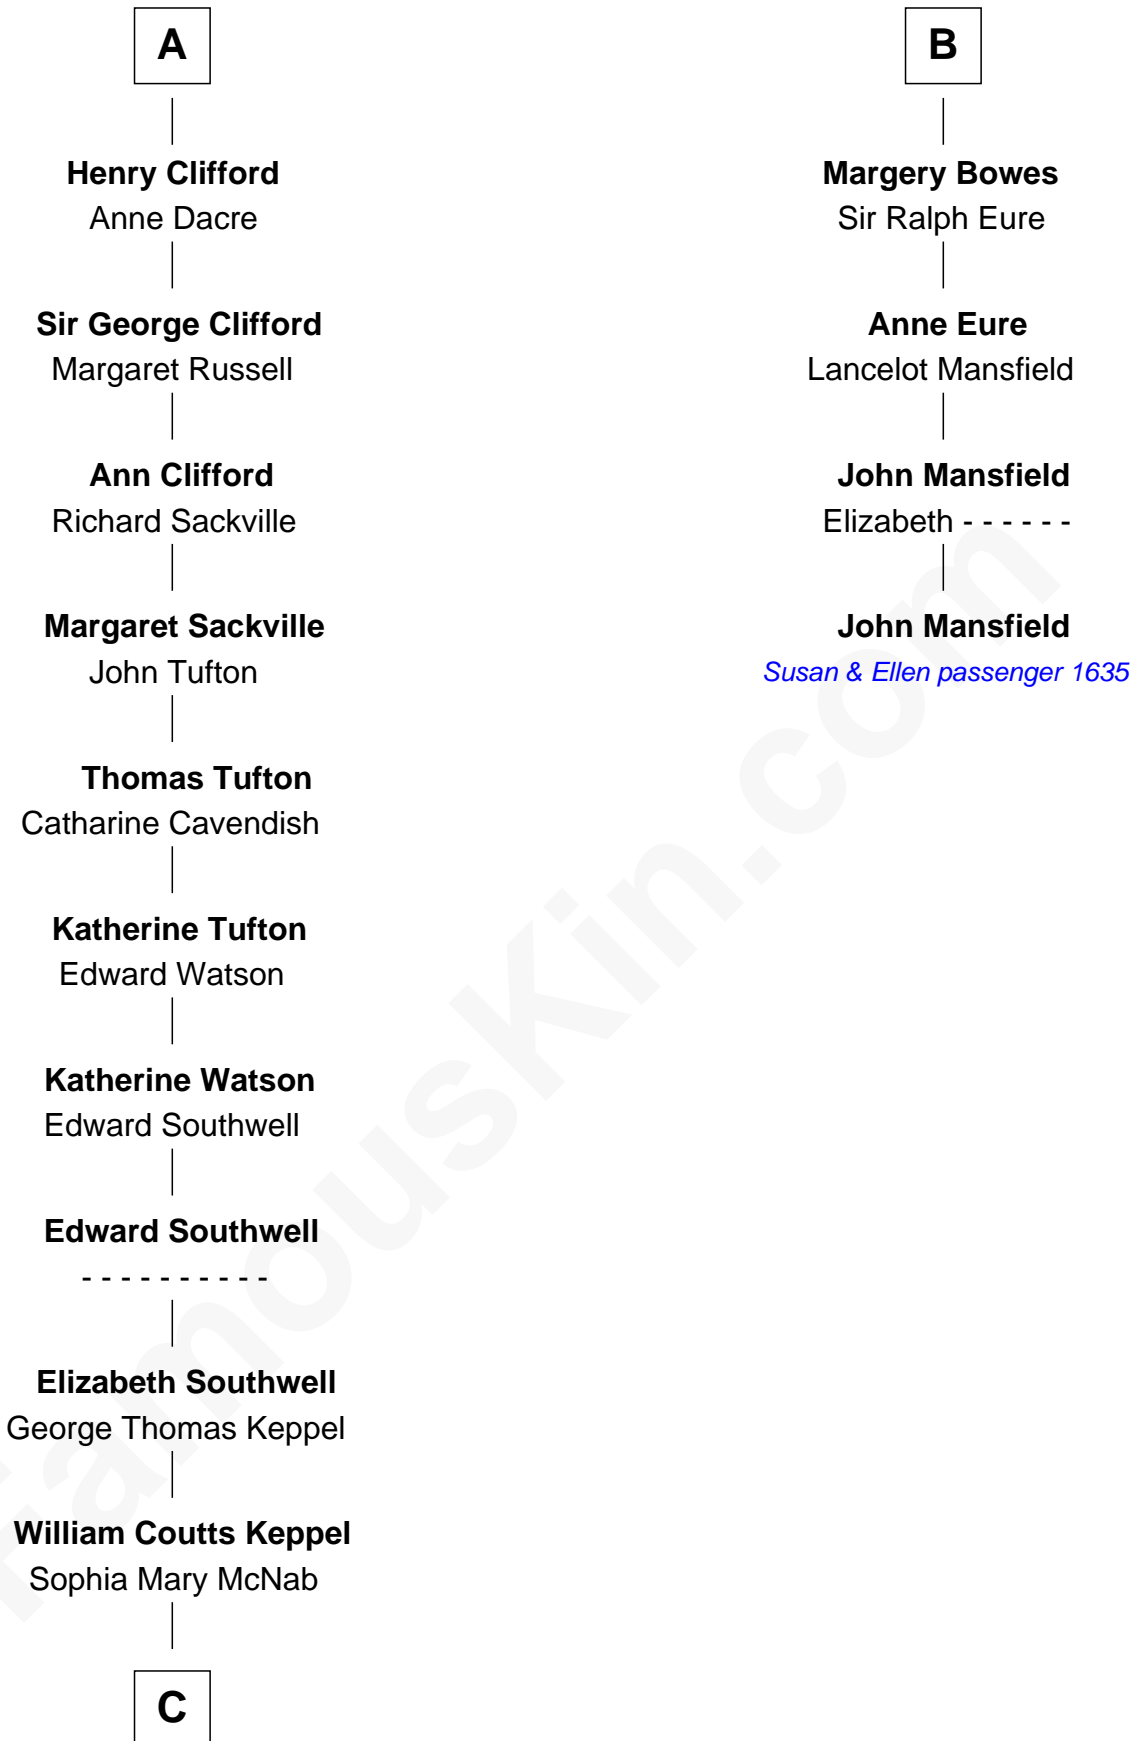 A
Henry Clifford
Anne Dacre
Sir George Clifford
Margaret Russell
Ann Clifford
Richard Sackville
Margaret Sackville
John Tufton
Thomas Tufton
Catharine Cavendish
Katherine Tufton
Edward Watson
Katherine Watson
Edward Southwell
Edward Southwell
- - - - - - - - - -
Elizabeth Southwell
George Thomas Keppel
William Coutts Keppel
Sophia Mary McNab
C
B
Margery Bowes
Sir Ralph Eure
Anne Eure
Lancelot Mansfield
John Mansfield
Elizabeth - - - - - -
John Mansfield
Susan & Ellen passenger 1635
FamousKin.com